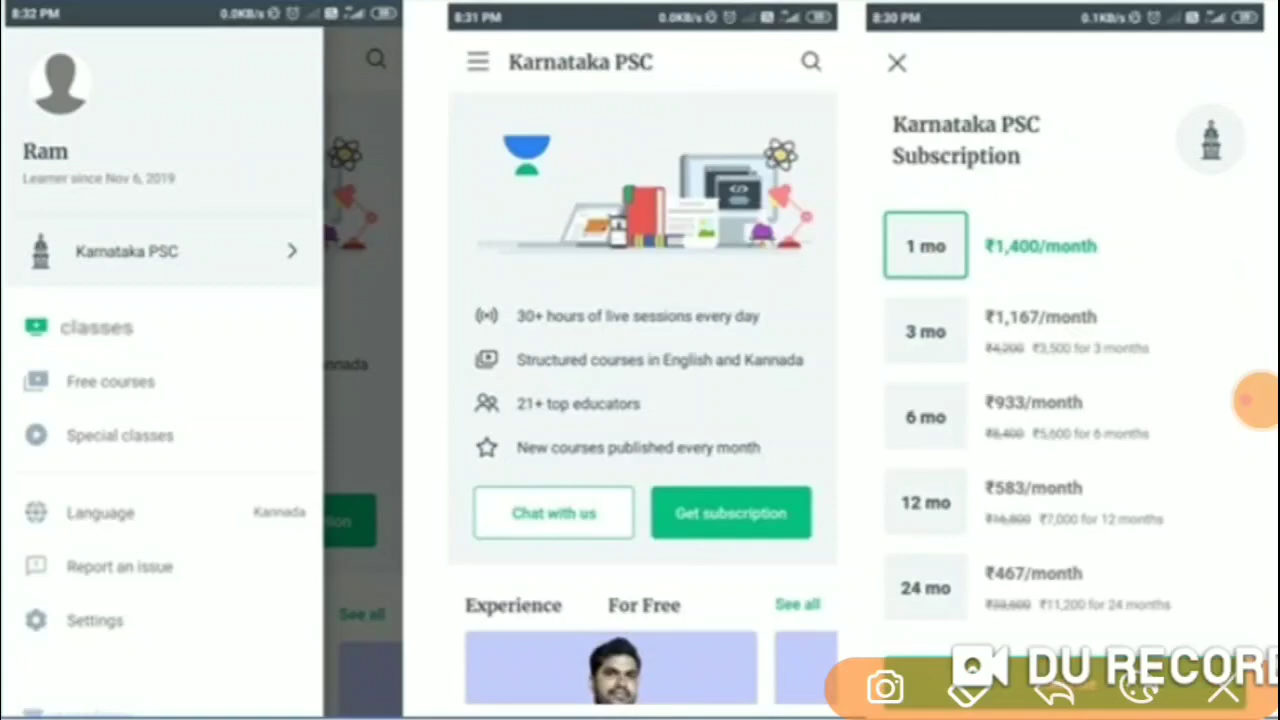 8:32 PM
0.0KB/s
Ram
Learner since Nov 6, 2019
Karnataka PSC
classes
Free courses
Special classes
Language
Kannada
Report an issue
Settings
nnada
See all
8:31 PM
0.0KB/s
Karnataka PSC
30+ hours of live sessions every day
Structured courses in English and Kannada
21+ top educators
New courses published every month
Chat with us
Get subscription
Experience
For Free
See all
8:30 PM
0.1KB/s
Karnataka PSC
Subscription
1 mo
₹1,400/month
3 mo
₹1,167/month
₹4,200 ₹3,500 for 3 months
6 mo
₹933/month
₹8,400 ₹5,600 for 6 months
12 mo
₹583/month
₹16,800 ₹7,000 for 12 months
24 mo
₹467/month
₹33,600 ₹11,200 for 24 months
DU RECORD